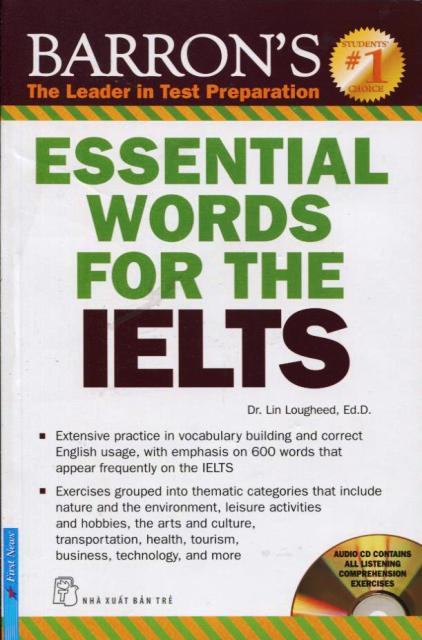 BARRON'S
STUDENTS'
#1
CHOICE
The Leader in Test Preparation
ESSENTIAL
WORDS
FOR THE
IELTS
Dr. Lin Lougheed, Ed.D.
▪ Extensive practice in vocabulary building and correct
English usage, with emphasis on 600 words that
appear frequently on the IELTS
▪ Exercises grouped into thematic categories that include
nature and the environment, leisure activities
and hobbies, the arts and culture,
transportation, health, tourism,
business, technology, and more
AUDIO CD CONTAINS
ALL LISTENING
COMPREHENSION
EXERCISES
First News
NHÀ XUẤT BẢN TRẺ